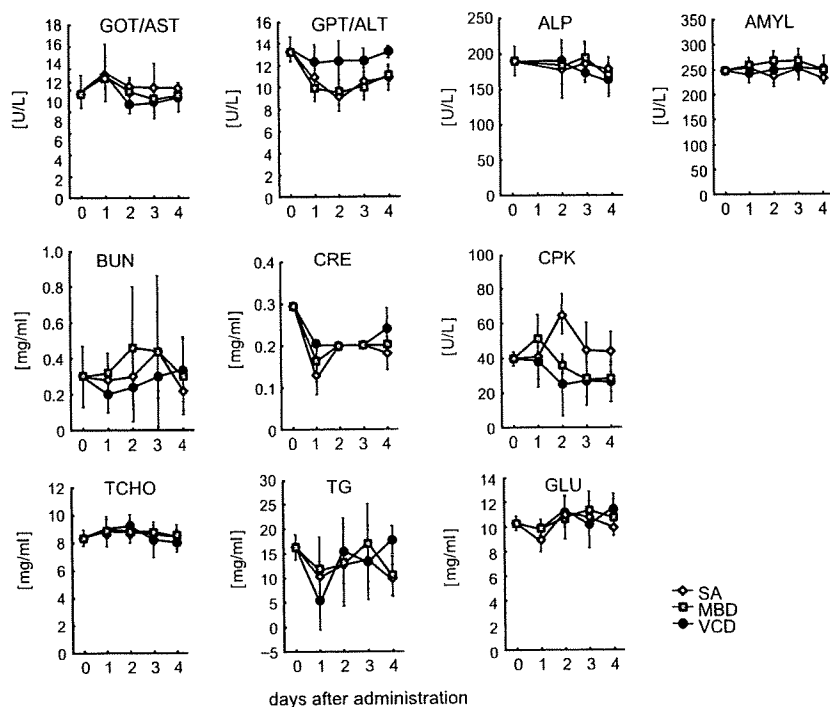 GOT/AST
[U/L]
18
16
14
12
10
8
6
4
2
0
0 1 2 3 4
GPT/ALT
[U/L]
16
14
12
10
8
6
4
2
0
0 1 2 3 4
ALP
[U/L]
250
200
150
100
50
0
0 1 2 3 4
AMYL
[U/L]
350
300
250
200
150
100
50
0
0 1 2 3 4
BUN
[mg/ml]
1.0
0.8
0.6
0.4
0.2
0
0 1 2 3 4
CRE
[mg/ml]
0.4
0.3
0.2
0.1
0
0 1 2 3 4
CPK
[U/L]
100
80
60
40
20
0
0 1 2 3 4
TCHO
[mg/ml]
12
10
8
6
4
2
0
0 1 2 3 4
TG
[mg/ml]
30
25
20
15
10
5
0
−5
0 1 2 3 4
GLU
[mg/ml]
14
12
10
8
6
4
2
0
0 1 2 3 4
SA
MBD
VCD
days after administration